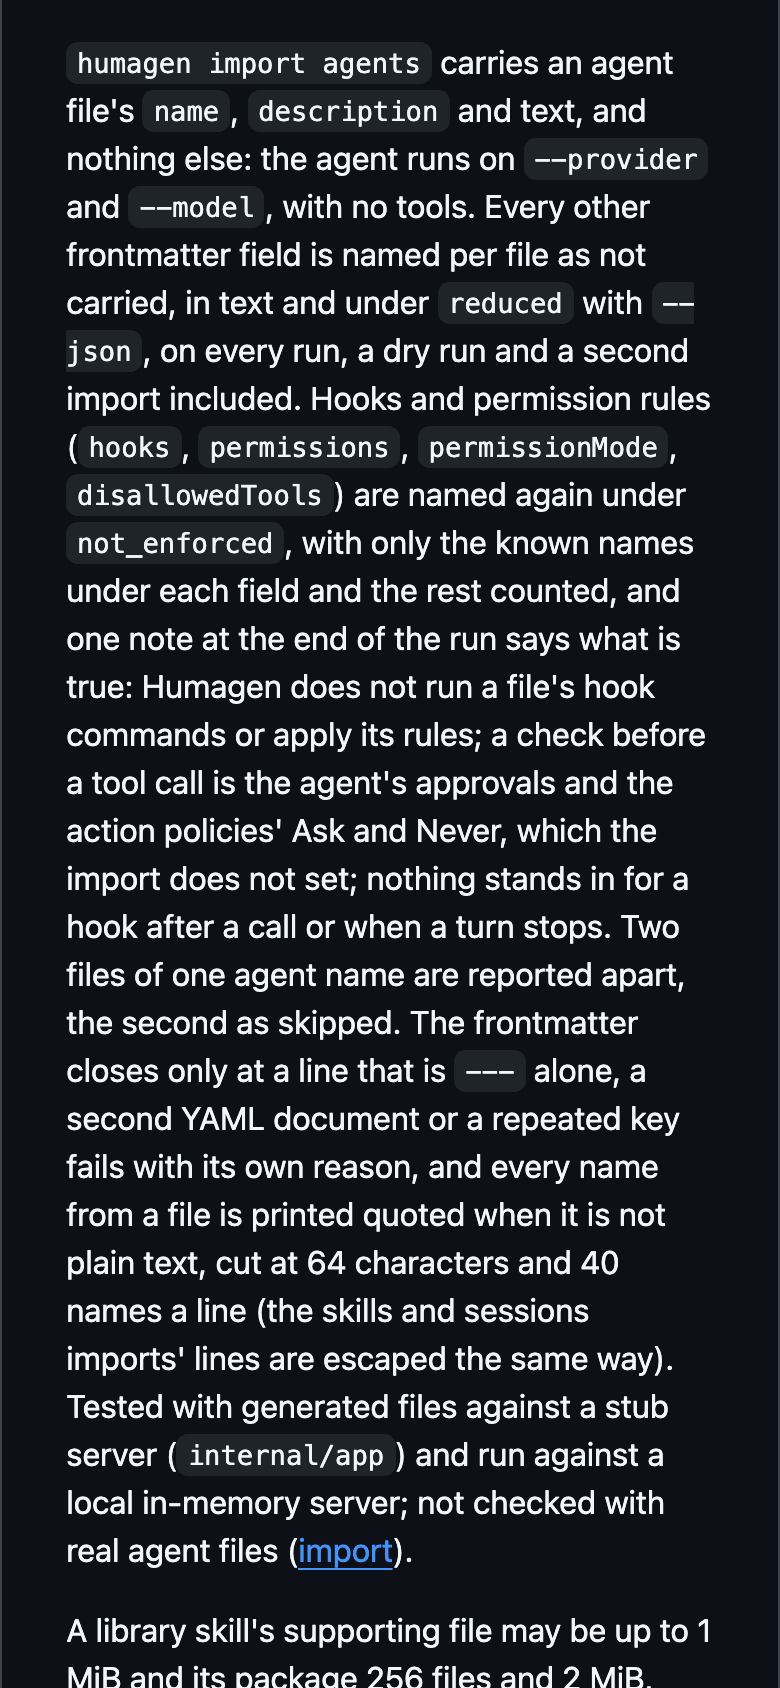 humagen import agents carries an agent
file's name, description and text, and
nothing else: the agent runs on --provider
and --model, with no tools. Every other
frontmatter field is named per file as not
carried, in text and under reduced with --
json, on every run, a dry run and a second
import included. Hooks and permission rules
(hooks, permissions, permissionMode,
disallowedTools) are named again under
not_enforced, with only the known names
under each field and the rest counted, and
one note at the end of the run says what is
true: Humagen does not run a file's hook
commands or apply its rules; a check before
a tool call is the agent's approvals and the
action policies' Ask and Never, which the
import does not set; nothing stands in for a
hook after a call or when a turn stops. Two
files of one agent name are reported apart,
the second as skipped. The frontmatter
closes only at a line that is --- alone, a
second YAML document or a repeated key
fails with its own reason, and every name
from a file is printed quoted when it is not
plain text, cut at 64 characters and 40
names a line (the skills and sessions
imports' lines are escaped the same way).
Tested with generated files against a stub
server (internal/app) and run against a
local in-memory server; not checked with
real agent files (import).
A library skill's supporting file may be up to 1
MiB and its package 256 files and 2 MiB.